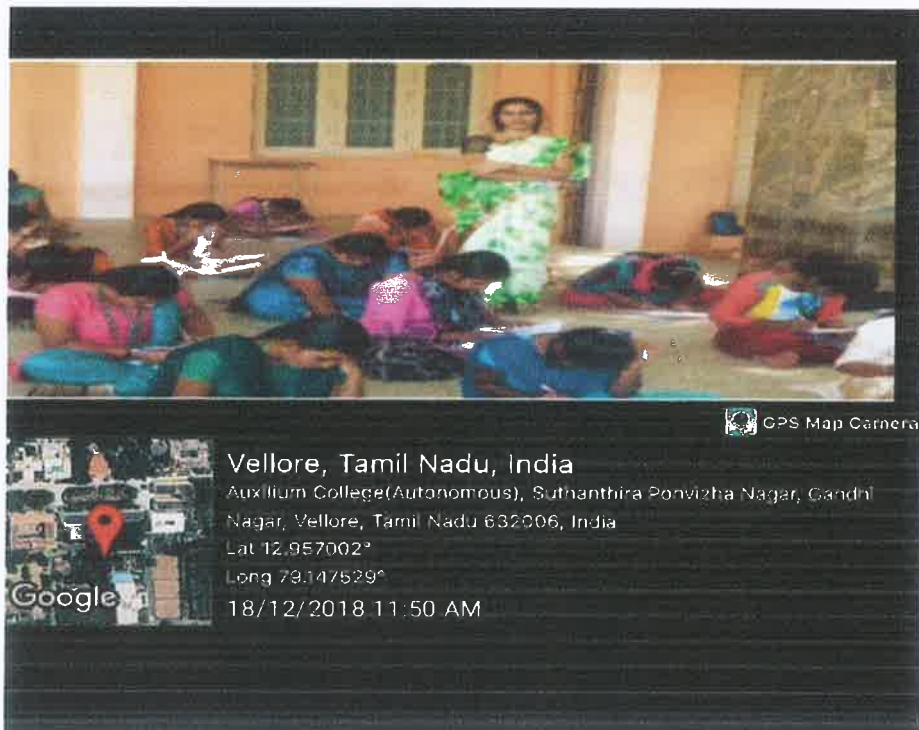 GPS Map Camera
Vellore, Tamil Nadu, India
Auxilium College(Autonomous), Suthanthira Ponvizha Nagar, Gandhi
Nagar, Vellore, Tamil Nadu 632006, India
Lat 12.957002°
Long 79.147529°
18/12/2018 11:50 AM
Google